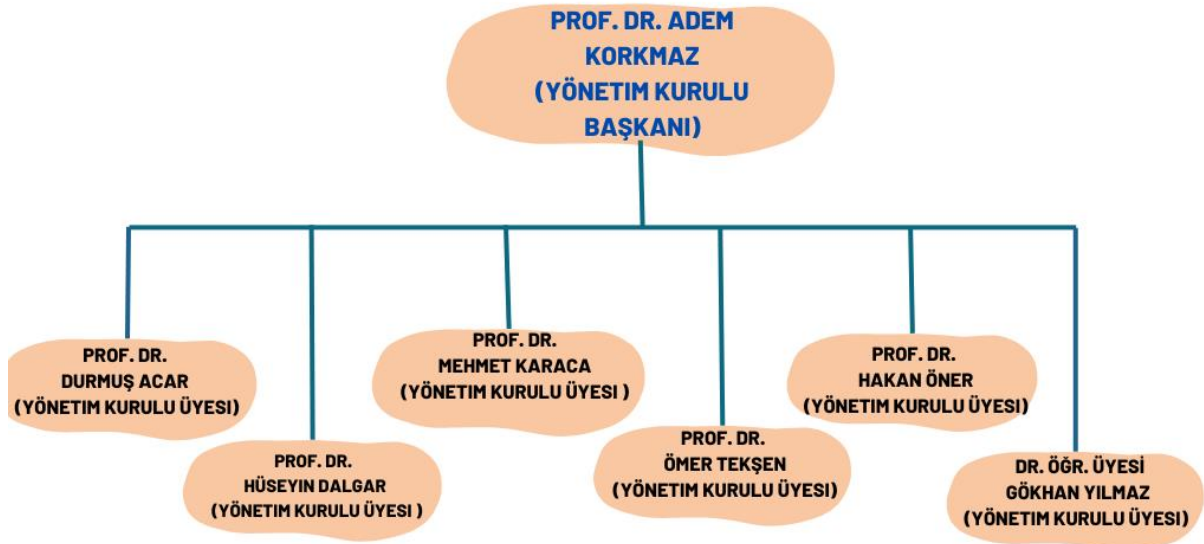 PROF. DR. ADEM
KORKMAZ
(YÖNETIM KURULU
BAŞKANI)
PROF. DR.
DURMUŞ ACAR
(YÖNETIM KURULU ÜYESI)
PROF. DR.
HÜSEYIN DALGAR
(YÖNETIM KURULU ÜYESI )
PROF. DR.
MEHMET KARACA
(YÖNETIM KURULU ÜYESI )
PROF. DR.
ÖMER TEKŞEN
(YÖNETIM KURULU ÜYESI)
PROF. DR.
HAKAN ÖNER
(YÖNETIM KURULU ÜYESI)
DR. ÖĞR. ÜYESİ
GÖKHAN YILMAZ
(YÖNETIM KURULU ÜYESI)